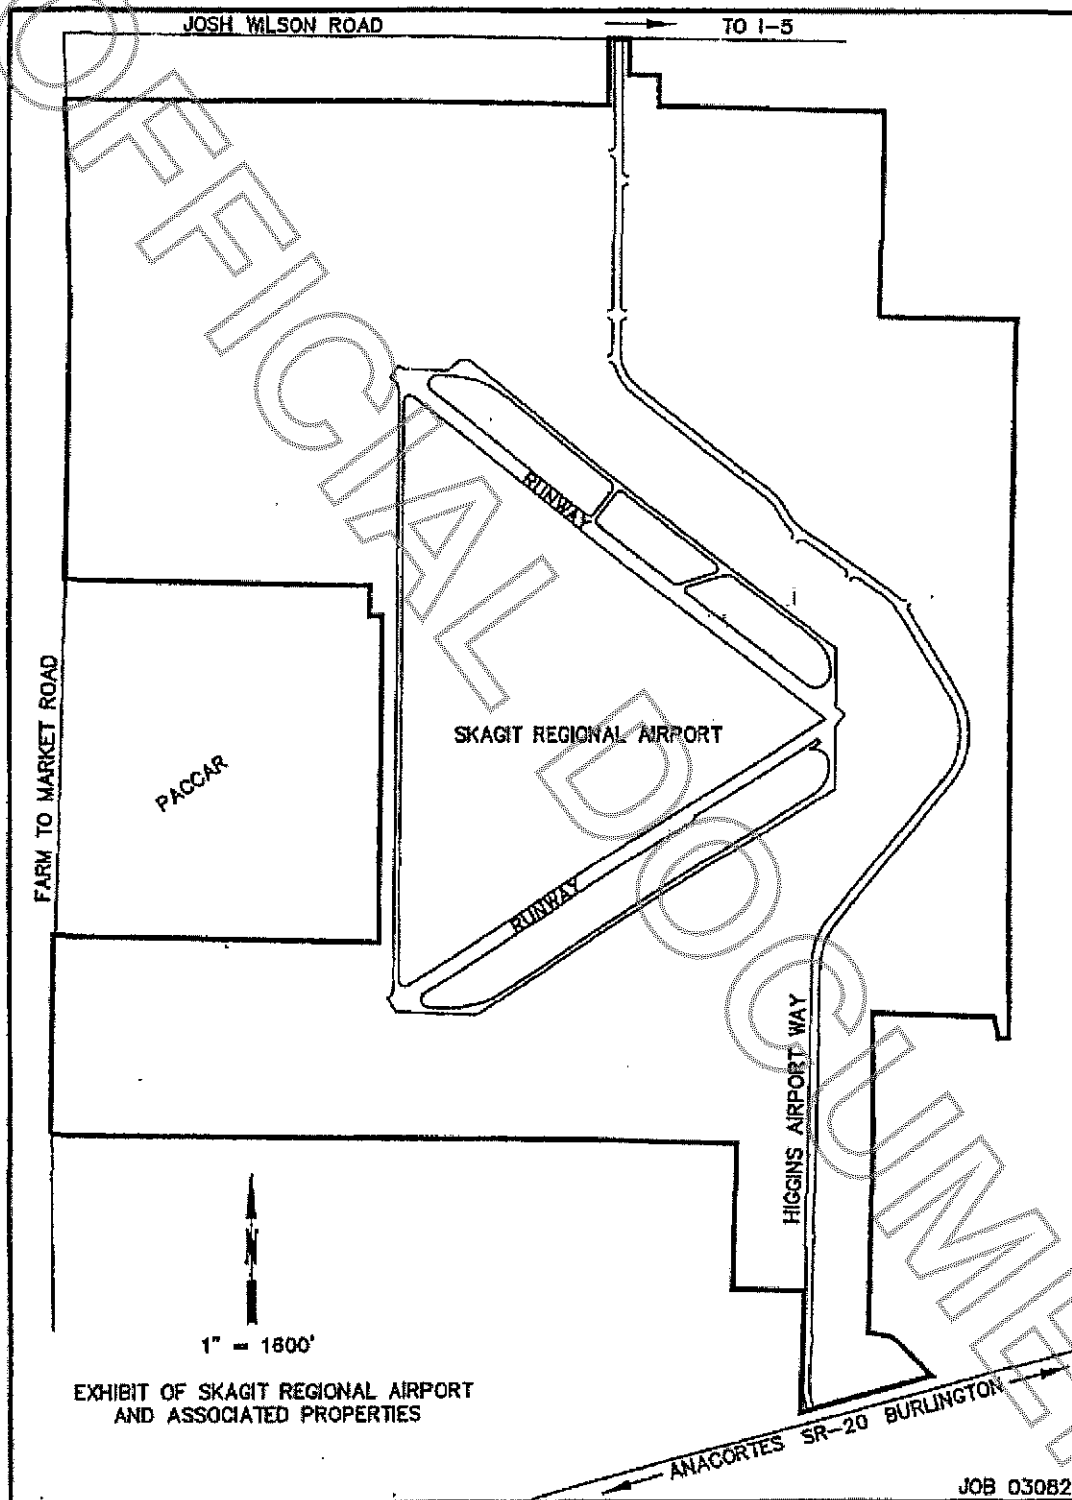 JOSH WILSON ROAD
TO I-5
RUNWAY
SKAGIT REGIONAL AIRPORT
FARM TO MARKET ROAD
PACCAR
RUNWAY
HIGGINS AIRPORT WAY
N
1" = 1600'
EXHIBIT OF SKAGIT REGIONAL AIRPORT
AND ASSOCIATED PROPERTIES
ANACORTES SR-20 BURLINGTON
JOB 03082
OFFICIAL DOCUME